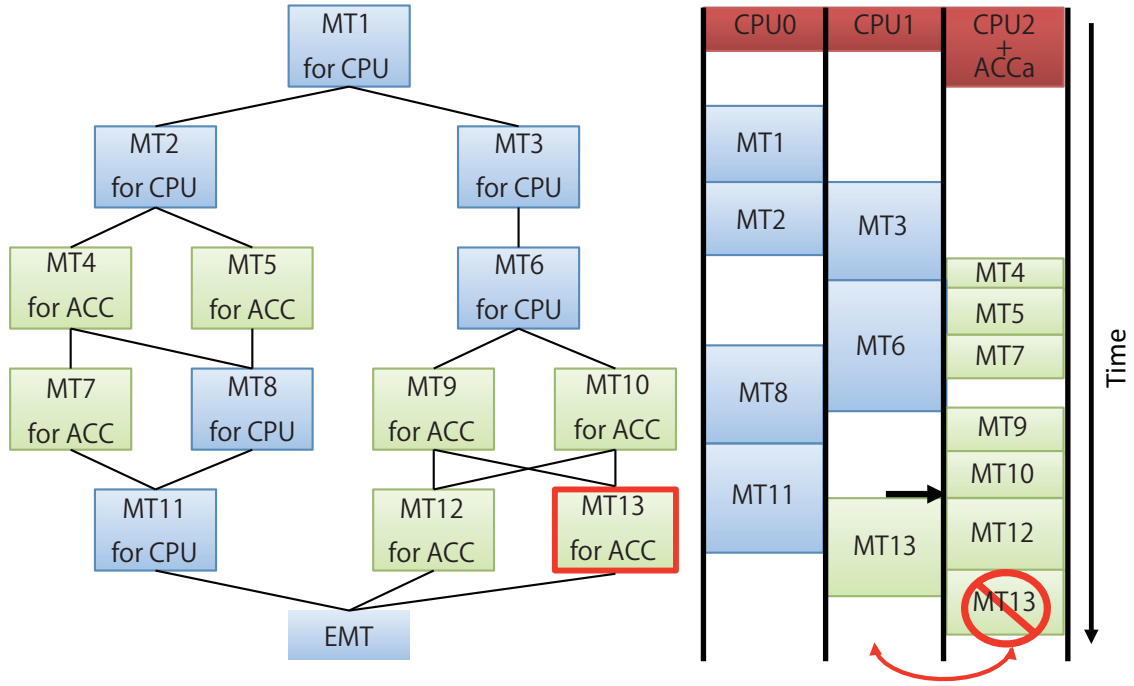 MT1
for CPU
MT2
for CPU
MT3
for CPU
MT4
for ACC
MT5
for ACC
MT6
for CPU
MT7
for ACC
MT8
for CPU
MT9
for ACC
MT10
for ACC
MT11
for CPU
MT12
for ACC
MT13
for ACC
EMT
CPU0
CPU1
CPU2
+
ACCa
MT1
MT2
MT3
MT4
MT5
MT6
MT7
MT8
MT9
MT10
MT11
MT12
MT13
MT13
Time